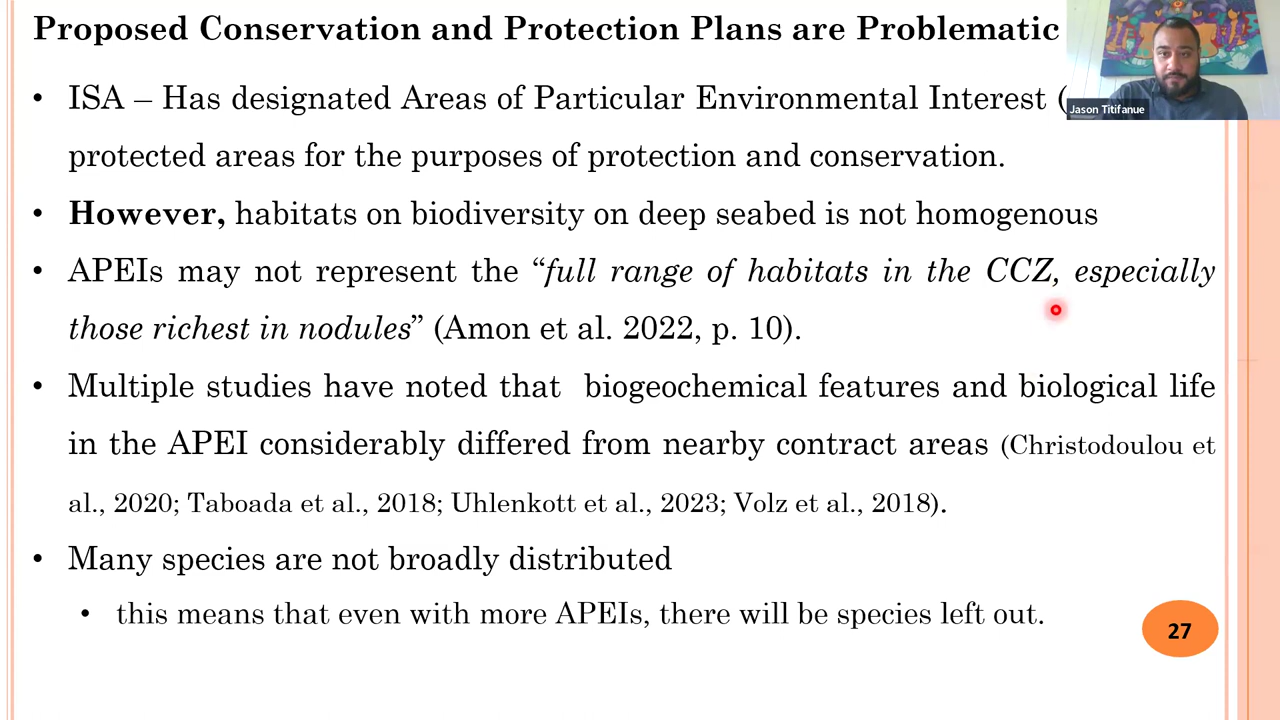 Proposed Conservation and Protection Plans are Problematic
Jason Titifanue
• ISA – Has designated Areas of Particular Environmental Interest (
protected areas for the purposes of protection and conservation.
• However, habitats on biodiversity on deep seabed is not homogenous
• APEIs may not represent the “full range of habitats in the CCZ, especially
those richest in nodules” (Amon et al. 2022, p. 10).
• Multiple studies have noted that biogeochemical features and biological life
in the APEI considerably differed from nearby contract areas (Christodoulou et
al., 2020; Taboada et al., 2018; Uhlenkott et al., 2023; Volz et al., 2018).
• Many species are not broadly distributed
• this means that even with more APEIs, there will be species left out.
27